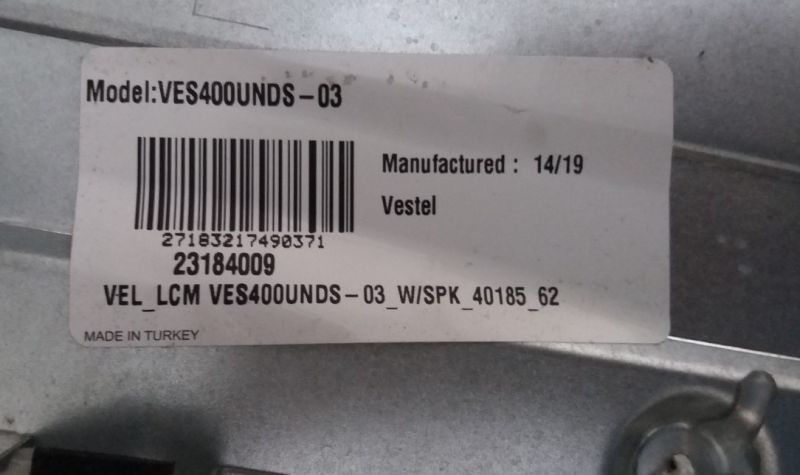 Model:VES400UNDS-03
Manufactured : 14/19
Vestel
27183217490371
23184009
VEL_LCM VES400UNDS-03_W/SPK_40185_62
MADE IN TURKEY